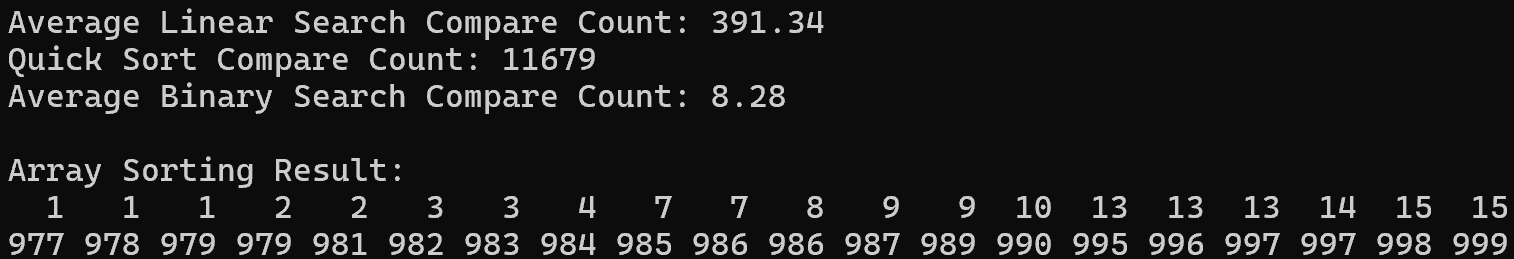 Average Linear Search Compare Count: 391.34
Quick Sort Compare Count: 11679
Average Binary Search Compare Count: 8.28
Array Sorting Result:
1 1 1 2 2 3 3 4 7 7 8 9 9 10 13 13 13 14 15 15
977 978 979 979 981 982 983 984 985 986 986 987 989 990 995 996 997 997 998 999